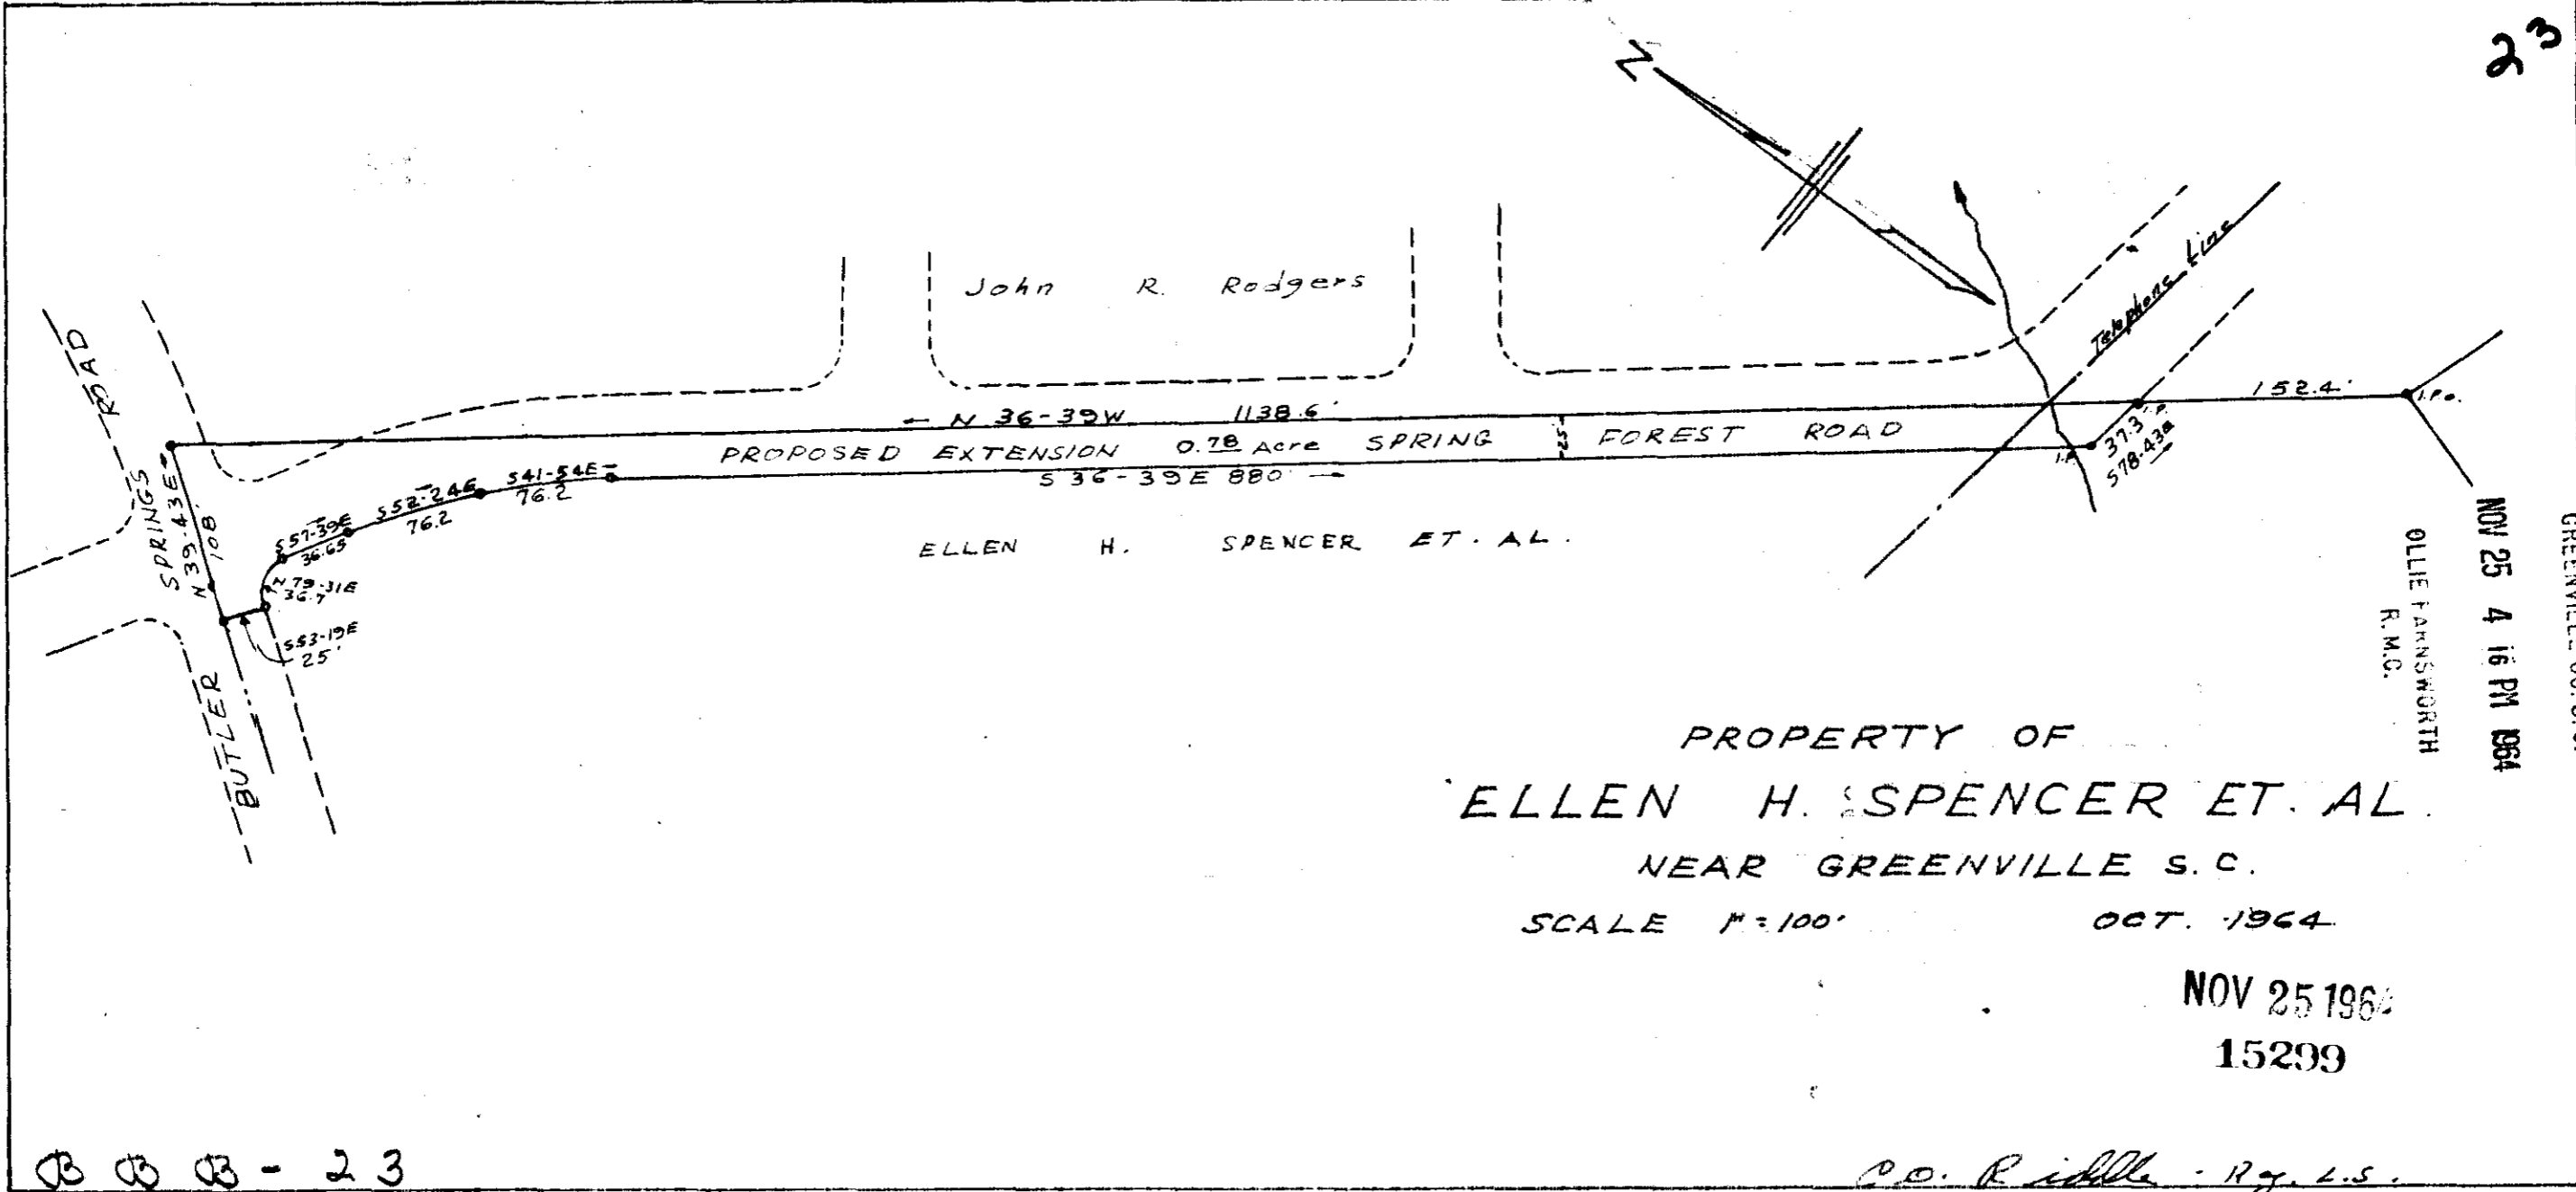 23
John R. Rodgers
Telephone Line
← N 36-39W 1138.6'
152.4'
I.P.o.
I.P.
PROPOSED EXTENSION 0.78 Acre SPRING
25'
FOREST ROAD
I.P.
37.3
S78-43E
S 36-39E 880' →
S41-54E
76.2
S52-24E
76.2
S57-39E
36.65
N 79-31E
36.7
S53-19E
25'
ROAD
SPRINGS
N 39-43E
108'
BUTLER
ELLEN H. SPENCER ET. AL.
GREENVILLE CO. S. C.
NOV 25 4 16 PM 1964
OLLIE FARNSWORTH
R.M.C.
PROPERTY OF
ELLEN H. SPENCER ET. AL.
NEAR GREENVILLE S. C.
SCALE 1"=100' OCT. 1964
NOV 25 1964
15299
BBB - 23
C.O. Riddle - Reg. L.S.
N